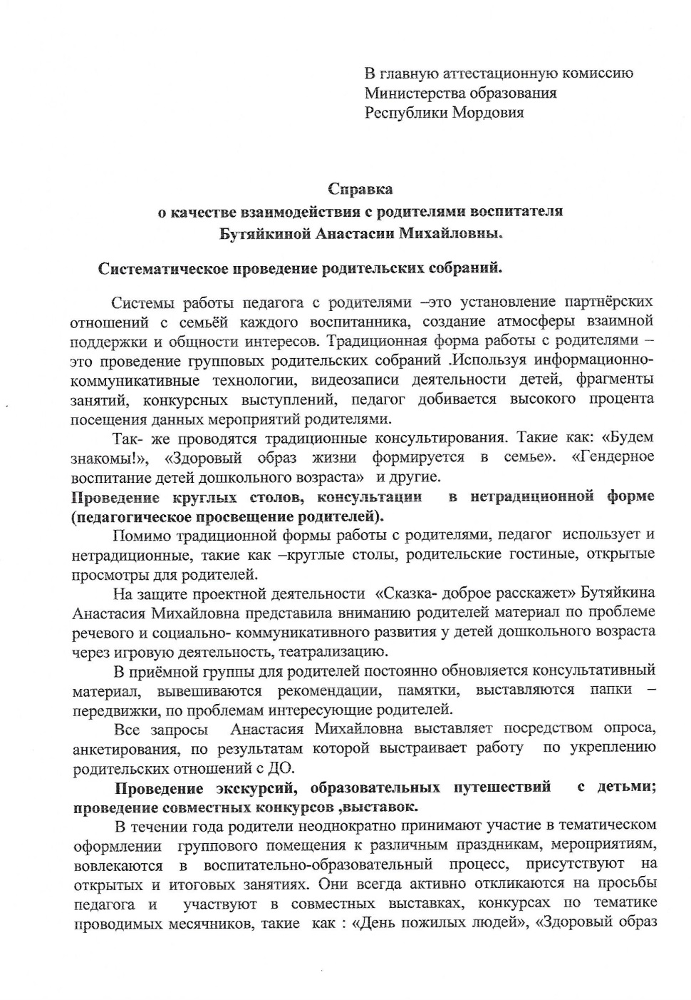 В главную аттестационную комиссию
Министерства образования
Республики Мордовия
Справка
о качестве взаимодействия с родителями воспитателя
Бутяйкиной Анастасии Михайловны.
Систематическое проведение родительских собраний.
Системы работы педагога с родителями –это установление партнёрских
отношений с семьёй каждого воспитанника, создание атмосферы взаимной
поддержки и общности интересов. Традиционная форма работы с родителями –
это проведение групповых родительских собраний .Используя информационно-
коммуникативные технологии, видеозаписи деятельности детей, фрагменты
занятий, конкурсных выступлений, педагог добивается высокого процента
посещения данных мероприятий родителями.
Так- же проводятся традиционные консультирования. Такие как: «Будем
знакомы!», «Здоровый образ жизни формируется в семье». «Гендерное
воспитание детей дошкольного возраста» и другие.
Проведение круглых столов, консультации в нетрадиционной форме
(педагогическое просвещение родителей).
Помимо традиционной формы работы с родителями, педагог использует и
нетрадиционные, такие как –круглые столы, родительские гостиные, открытые
просмотры для родителей.
На защите проектной деятельности «Сказка- доброе расскажет» Бутяйкина
Анастасия Михайловна представила вниманию родителей материал по проблеме
речевого и социально- коммуникативного развития у детей дошкольного возраста
через игровую деятельность, театрализацию.
В приёмной группы для родителей постоянно обновляется консультативный
материал, вывешиваются рекомендации, памятки, выставляются папки –
передвижки, по проблемам интересующие родителей.
Все запросы Анастасия Михайловна выставляет посредством опроса,
анкетирования, по результатам которой выстраивает работу по укреплению
родительских отношений с ДО.
Проведение экскурсий, образовательных путешествий с детьми;
проведение совместных конкурсов ,выставок.
В течении года родители неоднократно принимают участие в тематическом
оформлении группового помещения к различным праздникам, мероприятиям,
вовлекаются в воспитательно-образовательный процесс, присутствуют на
открытых и итоговых занятиях. Они всегда активно откликаются на просьбы
педагога и участвуют в совместных выставках, конкурсах по тематике
проводимых месячников, такие как : «День пожилых людей», «Здоровый образ